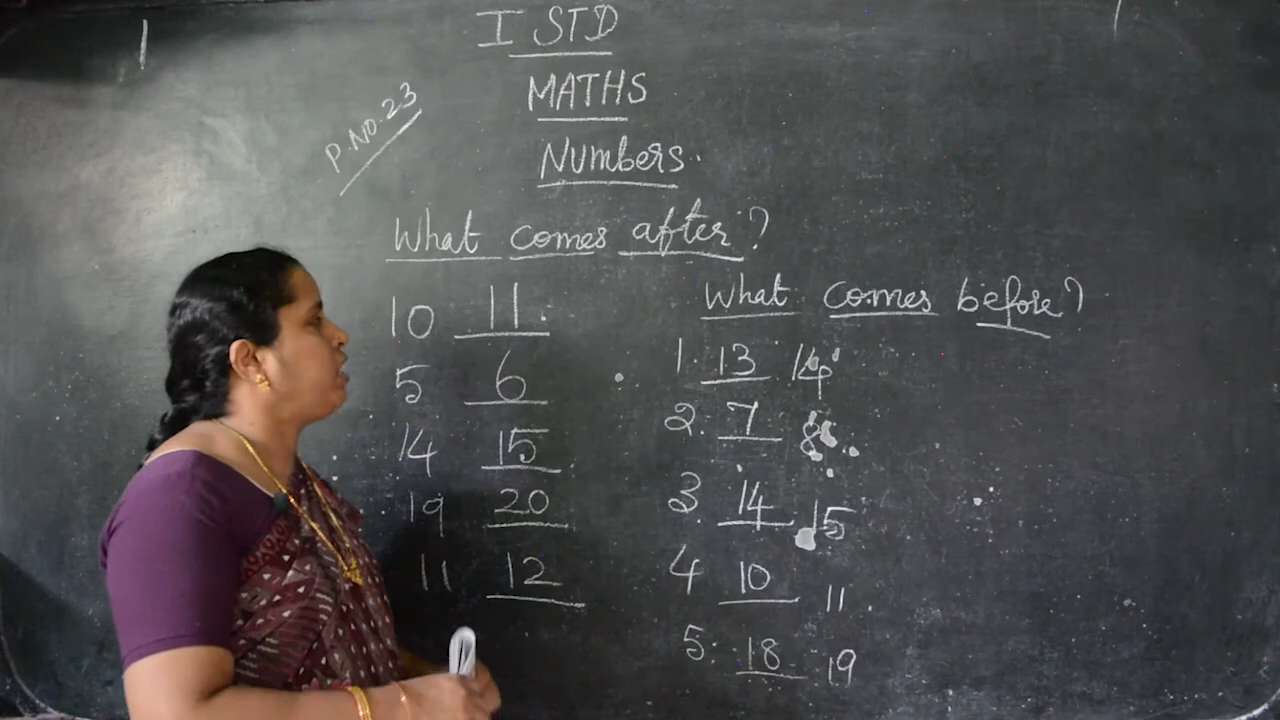 I STD
MATHS
P.NO.23
Numbers.
What comes after?
10 11.
5 6
14 15
19 20
11 12
What comes before?
1. 13 14
2. 7 8
3. 14 15
4 10 11
5. 18 19